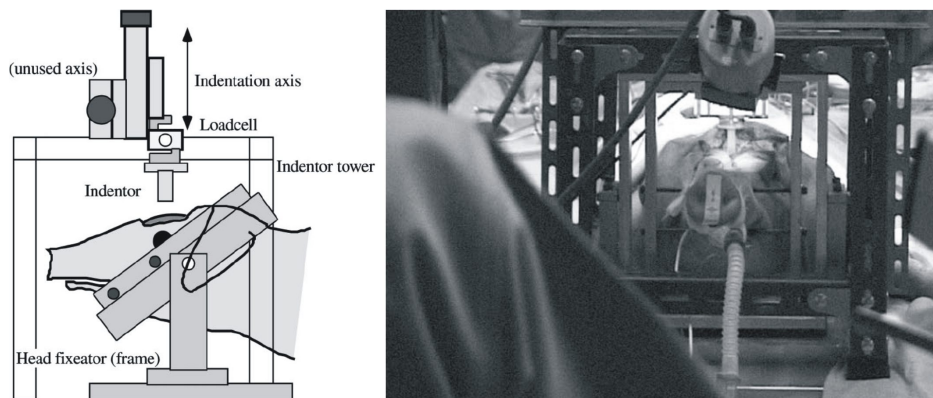 (unused axis)
Indentation axis
Loadcell
Indentor tower
Indentor
Head fixeator (frame)